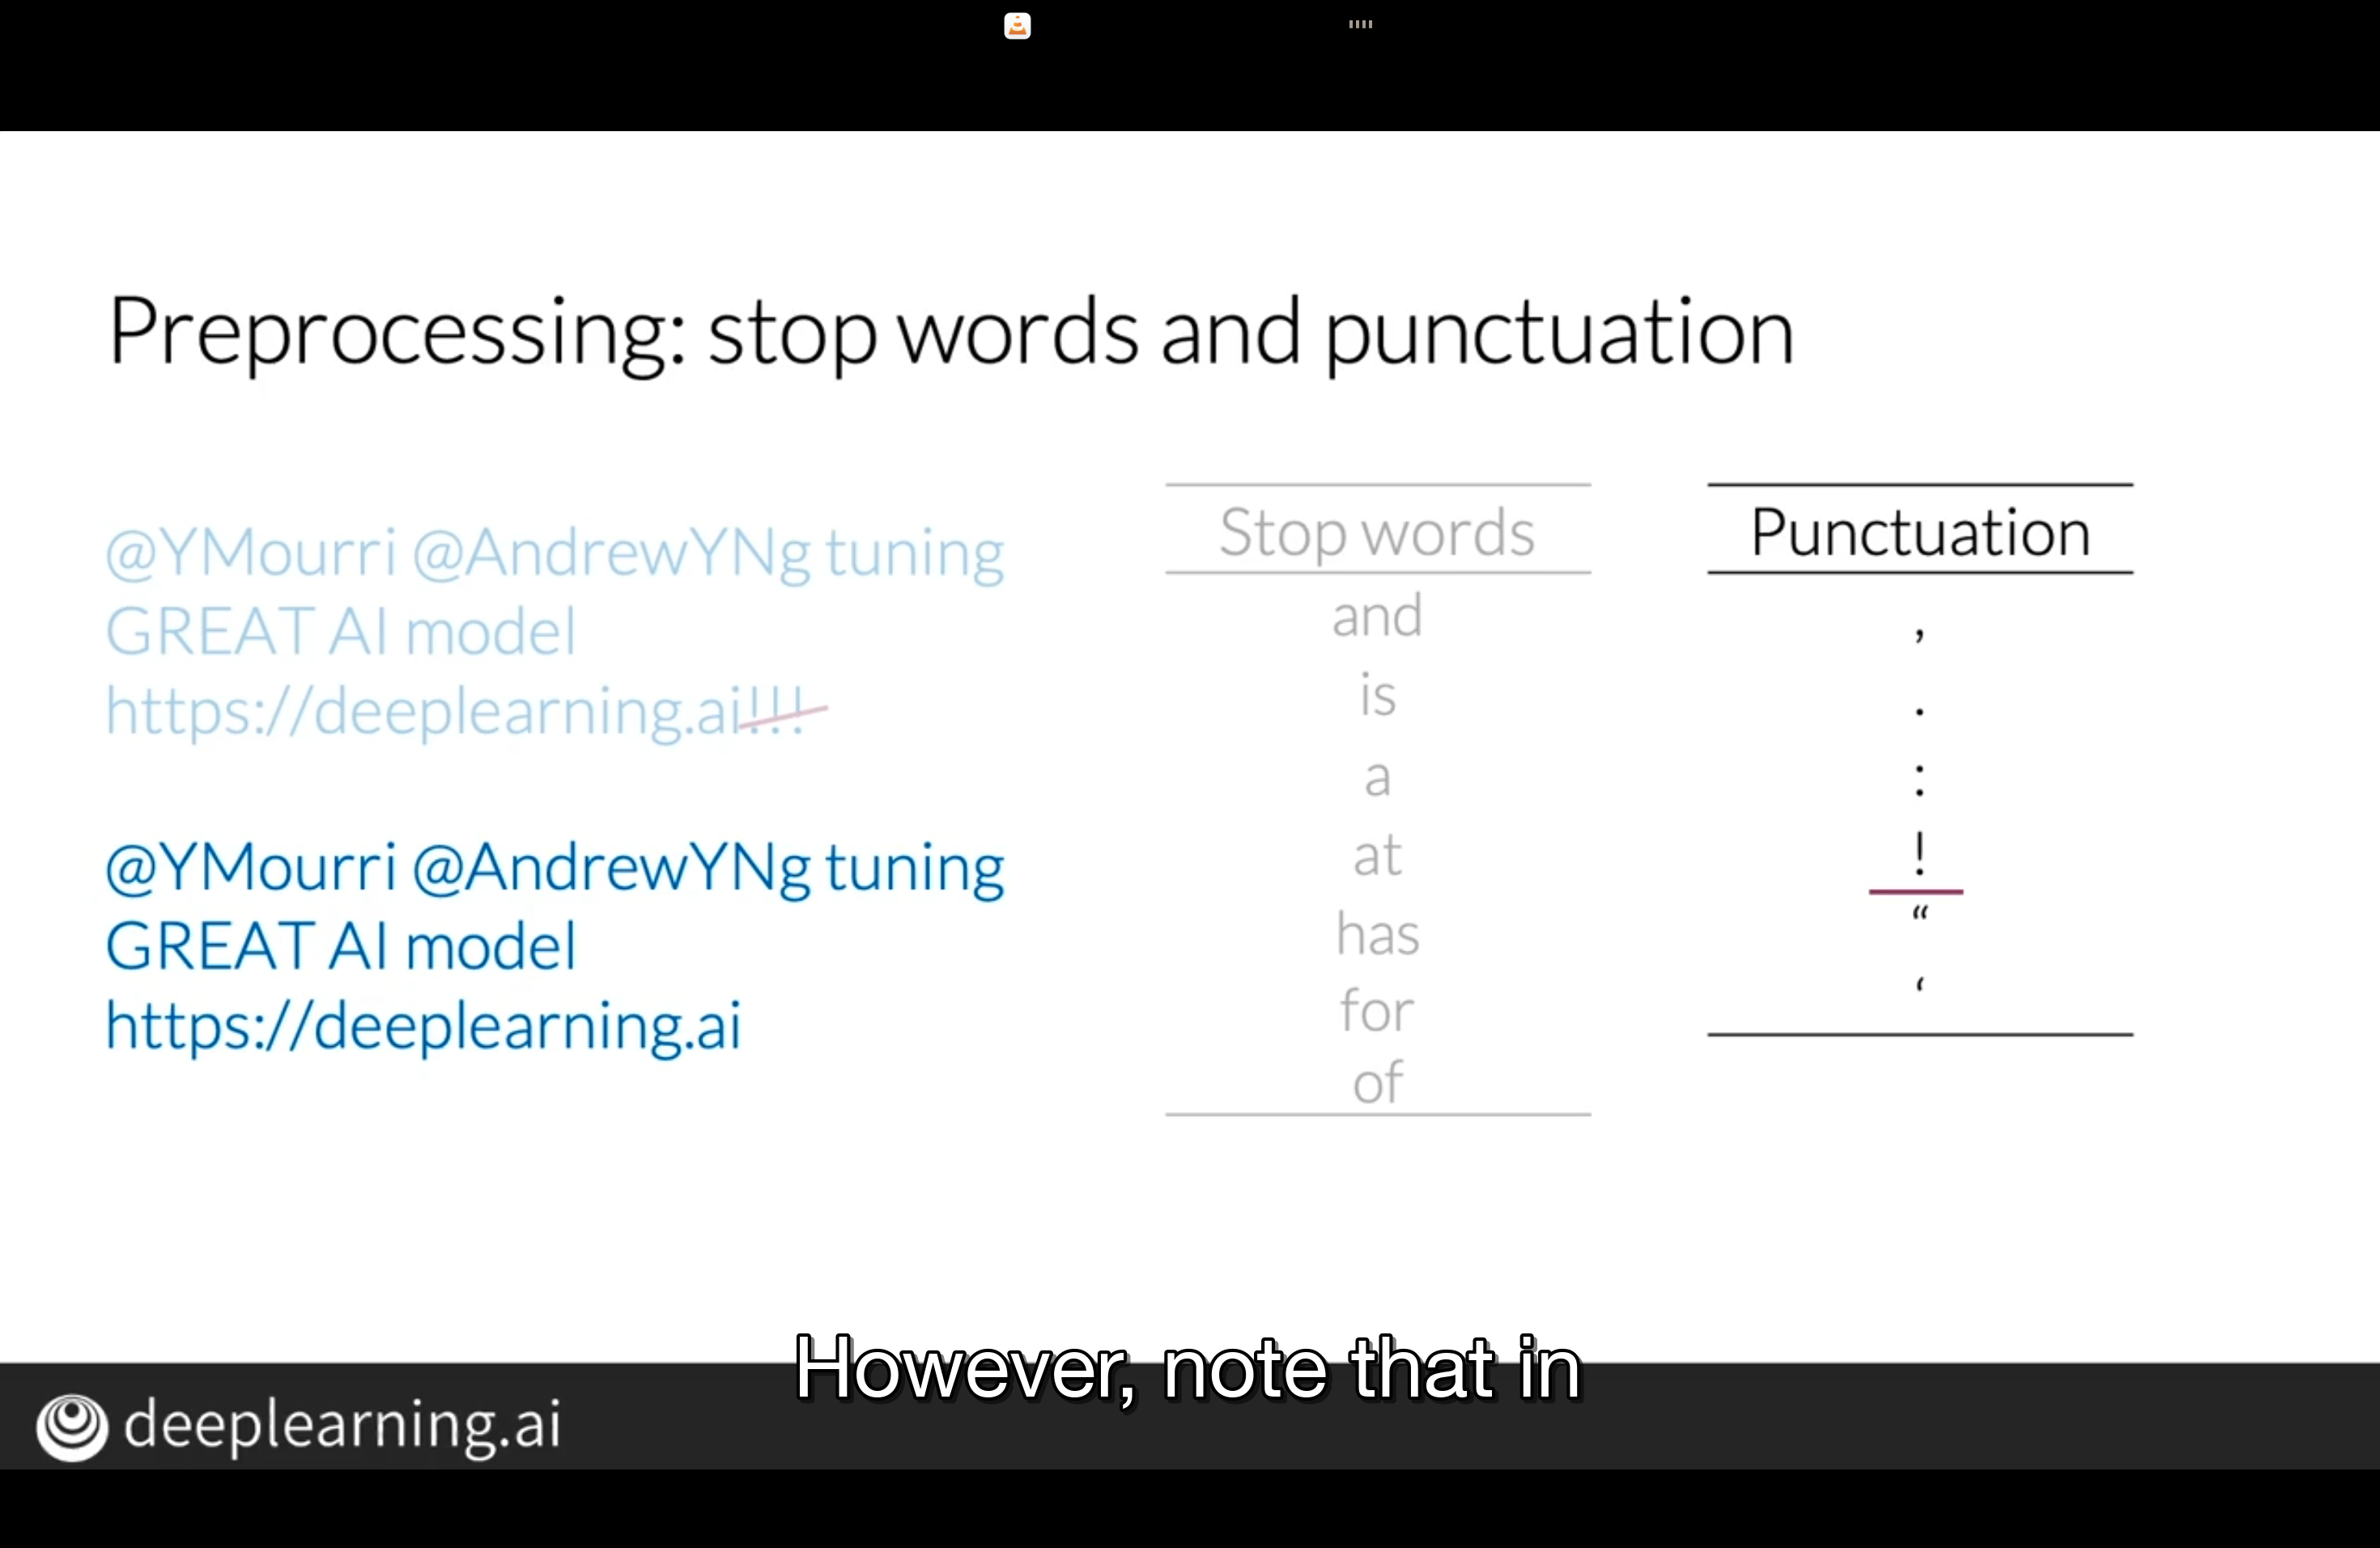 Preprocessing: stop words and punctuation
@YMourri @AndrewYNg tuning
GREAT AI model
https://deeplearning.ai!!!
@YMourri @AndrewYNg tuning
GREAT AI model
https://deeplearning.ai
Stop words
and
is
a
at
has
for
of
Punctuation
,
.
:
!
“
‘
However, note that in
deeplearning.ai